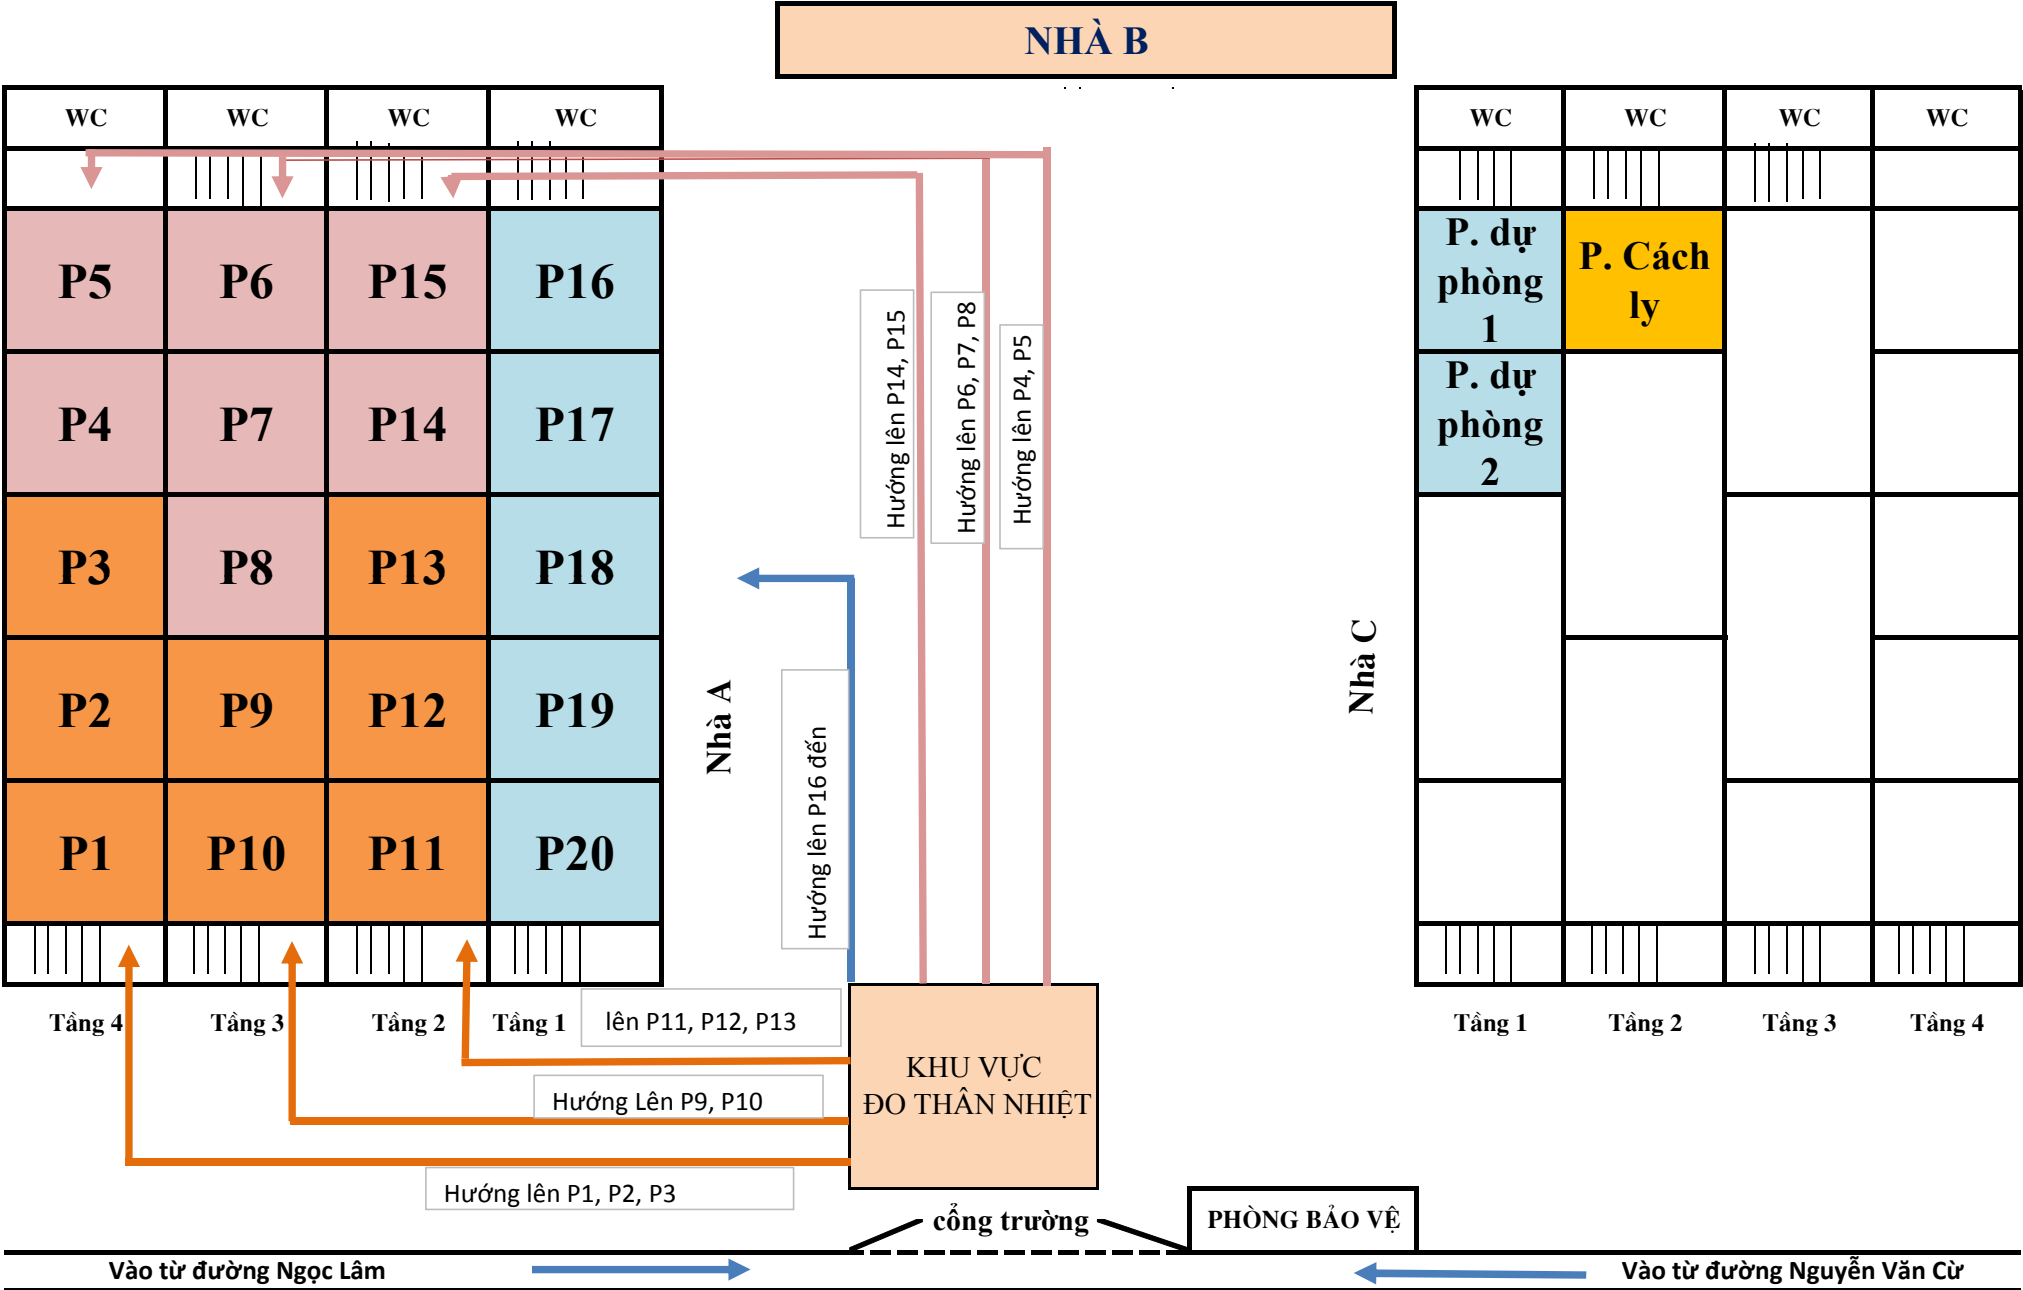 NHÀ B
WC
WC
WC
WC
WC
WC
WC
WC
P5
P6
P15
P16
P4
P7
P14
P17
P3
P8
P13
P18
P2
P9
P12
P19
P1
P10
P11
P20
Tầng 4
Tầng 3
Tầng 2
Tầng 1
Nhà A
Hướng lên P16 đến
Hướng lên P14, P15
Hướng lên P6, P7, P8
Hướng lên P4, P5
Nhà C
P. dự
phòng
1
P. Cách
ly
P. dự
phòng
2
Tầng 1
Tầng 2
Tầng 3
Tầng 4
lên P11, P12, P13
Hướng Lên P9, P10
Hướng lên P1, P2, P3
KHU VỰC
ĐO THÂN NHIỆT
cổng trường
PHÒNG BẢO VỆ
Vào từ đường Ngọc Lâm
Vào từ đường Nguyễn Văn Cừ